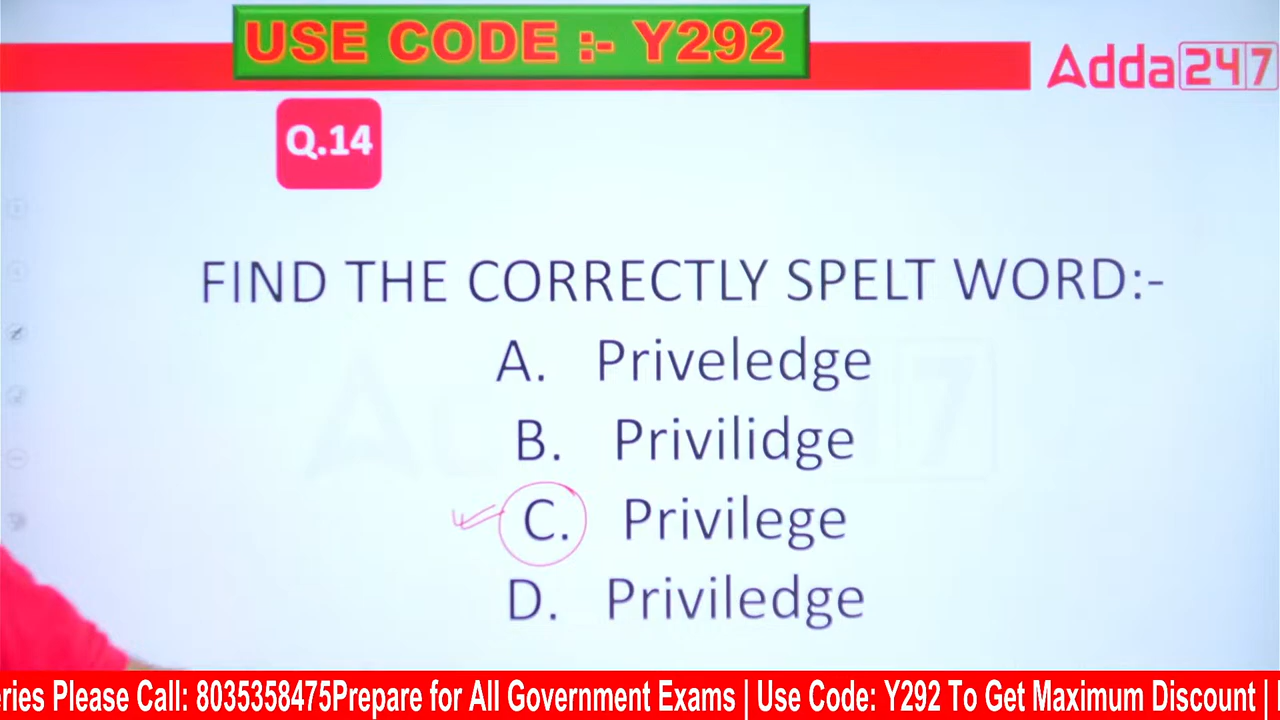 USE CODE :- Y292
Adda247
Q.14
FIND THE CORRECTLY SPELT WORD:-
A. Priveledge
B. Privilidge
C. Privilege
D. Priviledge
eries Please Call: 8035358475Prepare for All Government Exams | Use Code: Y292 To Get Maximum Discount |